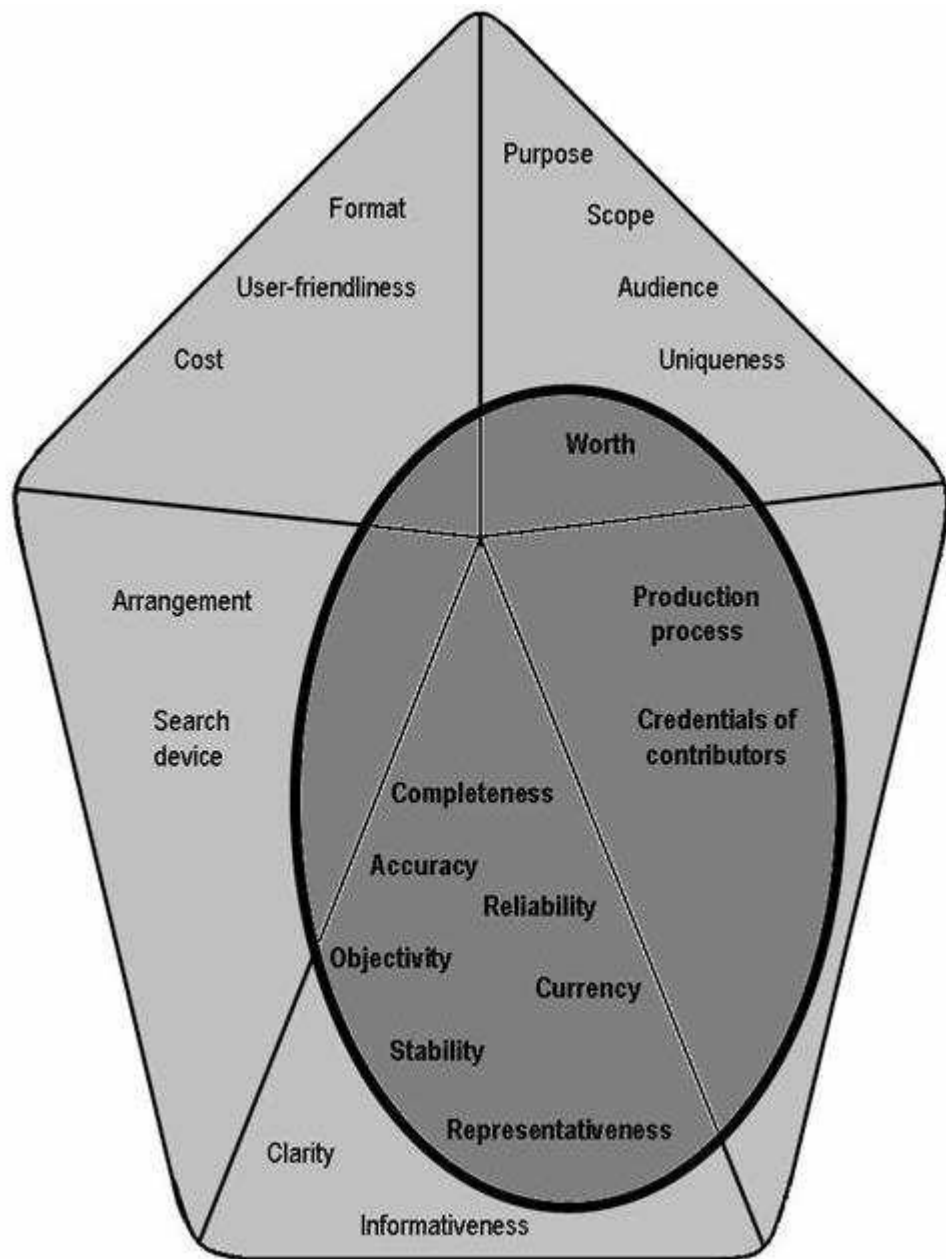 Purpose
Format
Scope
User-friendliness
Audience
Cost
Uniqueness
Worth
Arrangement
Production
process
Search
device
Credentials of
contributors
Completeness
Accuracy
Reliability
Objectivity
Currency
Stability
Representativeness
Clarity
Informativeness